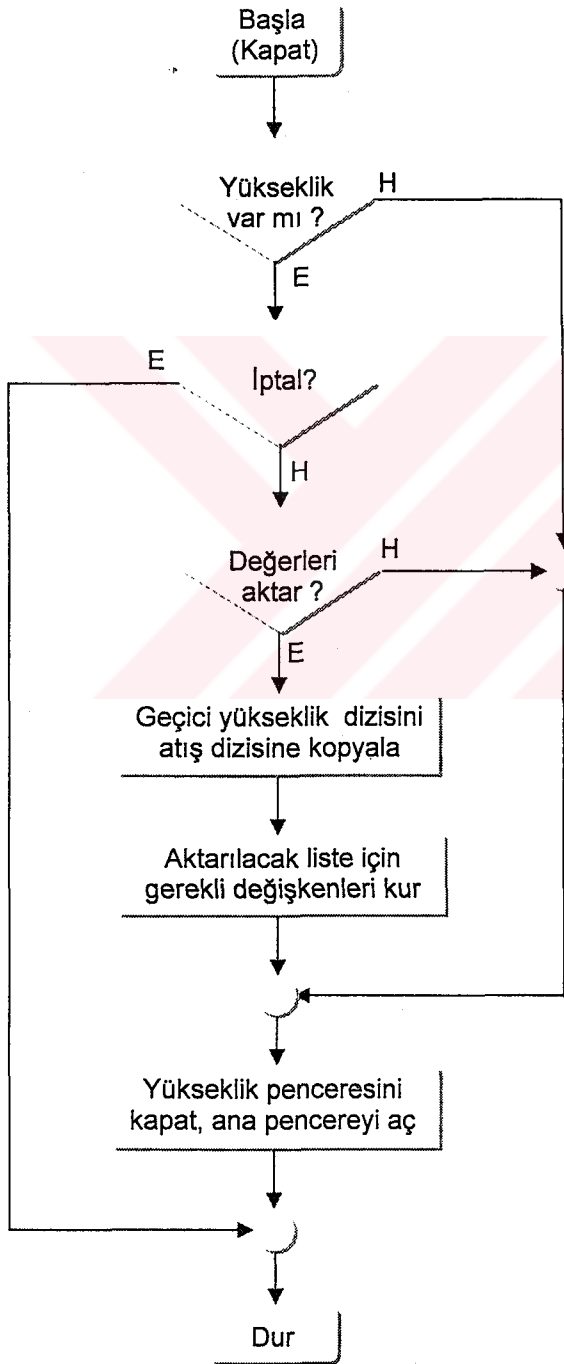 Başla
(Kapat)
Yükseklik
var mı ?
H
E
E
İptal?
H
Değerleri
aktar ?
H
E
Geçici yükseklik dizisini
atış dizisine kopyala
Aktarılacak liste için
gerekli değişkenleri kur
Yükseklik penceresini
kapat, ana pencereyi aç
Dur